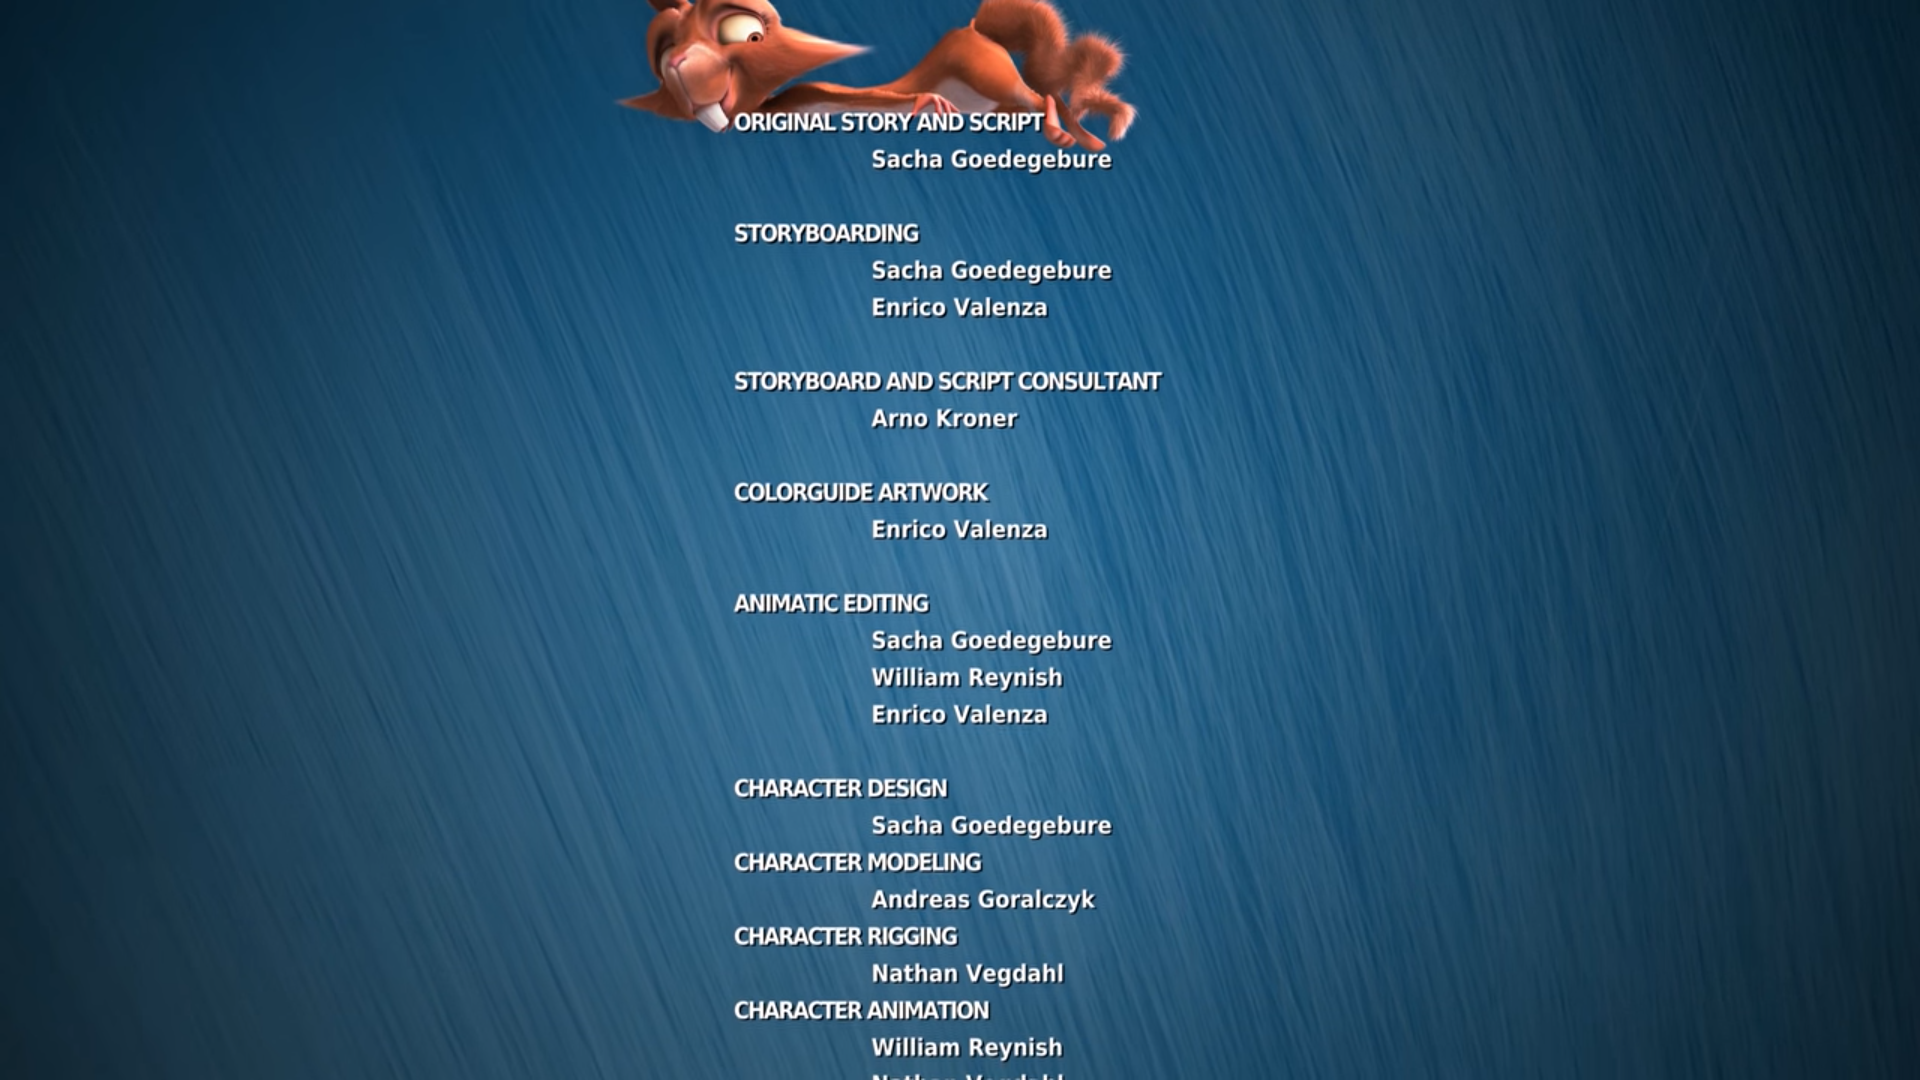 ORIGINAL STORY AND SCRIPT
Sacha Goedegebure
STORYBOARDING
Sacha Goedegebure
Enrico Valenza
STORYBOARD AND SCRIPT CONSULTANT
Arno Kroner
COLORGUIDE ARTWORK
Enrico Valenza
ANIMATIC EDITING
Sacha Goedegebure
William Reynish
Enrico Valenza
CHARACTER DESIGN
Sacha Goedegebure
CHARACTER MODELING
Andreas Goralczyk
CHARACTER RIGGING
Nathan Vegdahl
CHARACTER ANIMATION
William Reynish
Nathan Vegdahl